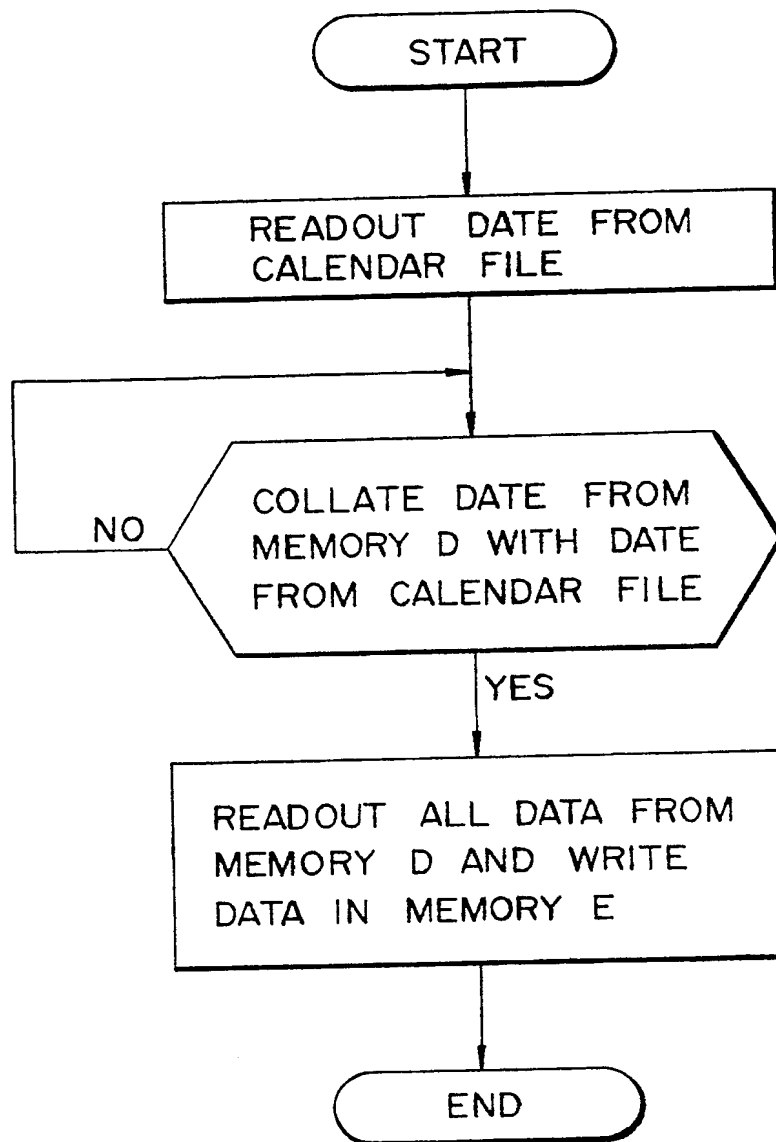 START
READOUT DATE FROM
CALENDAR FILE
COLLATE DATE FROM
MEMORY D WITH DATE
FROM CALENDAR FILE
NO
YES
READOUT ALL DATA FROM
MEMORY D AND WRITE
DATA IN MEMORY E
END